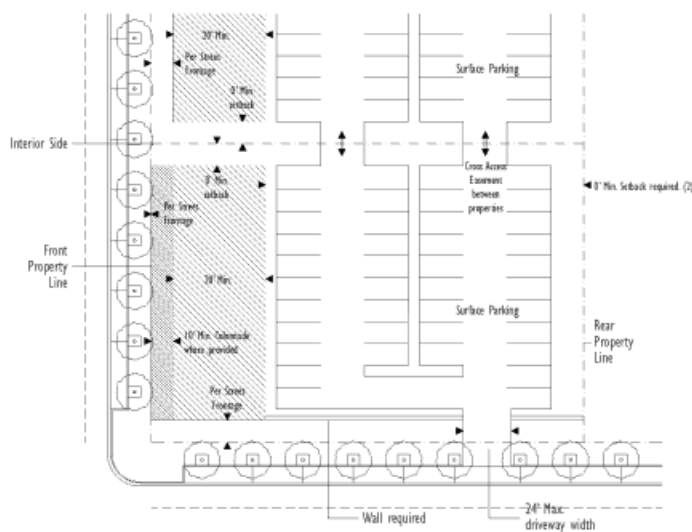 20' Min.
Per Street
Frontage
0' Min
setback
Surface Parking
Interior Side
0' Min
setback
Cross Access
Easement
between
properties
0' Min. Setback required. (2)
Per Street
Frontage
Front
Property
Line
20' Min.
Surface Parking
10' Min. Colonnade
where provided
Rear
Property
Line
Per Street
Frontage
Wall required
24' Max.
driveway width